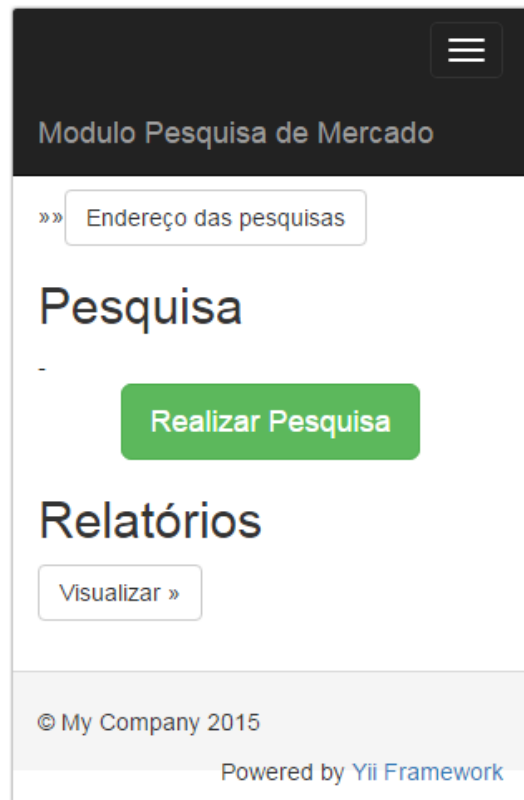 Modulo Pesquisa de Mercado
»» Endereço das pesquisas
Pesquisa
-
Realizar Pesquisa
Relatórios
Visualizar »
© My Company 2015
Powered by Yii Framework